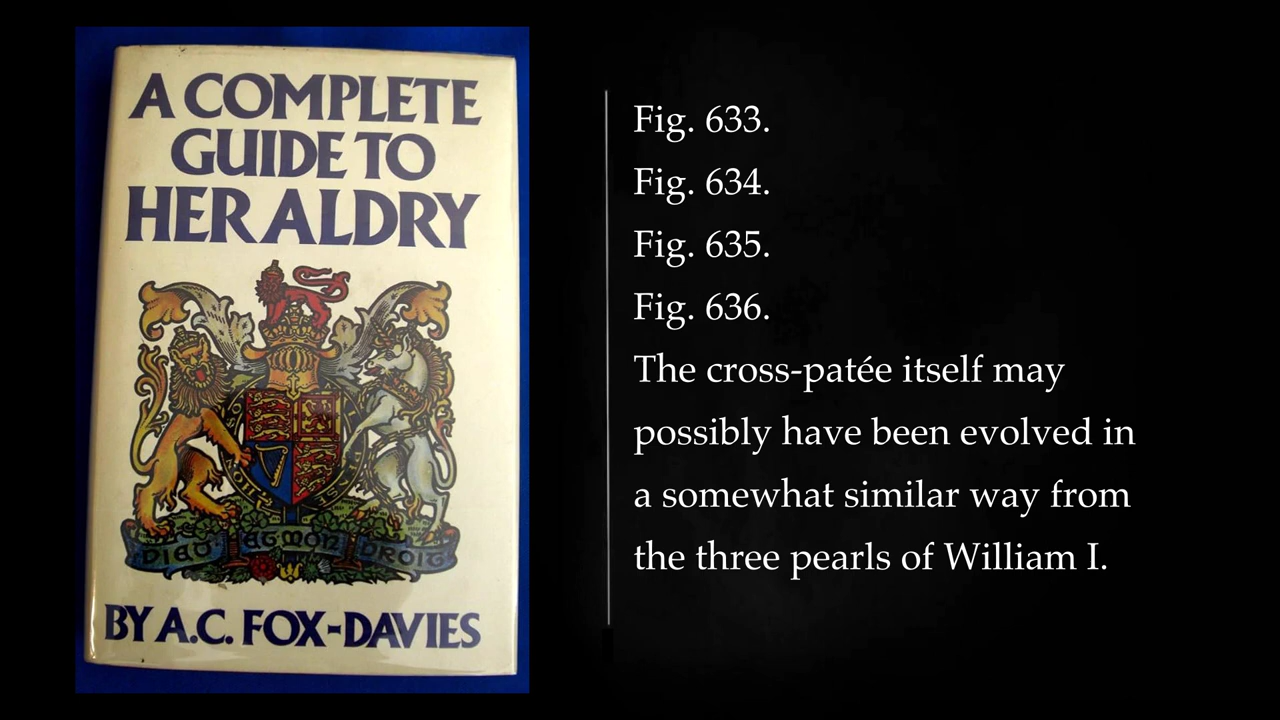 A COMPLETE
GUIDE TO
HERALDRY
DIEU ET MON DROIT
BY A.C. FOX-DAVIES
Fig. 633.
Fig. 634.
Fig. 635.
Fig. 636.
The cross-patée itself may
possibly have been evolved in
a somewhat similar way from
the three pearls of William I.